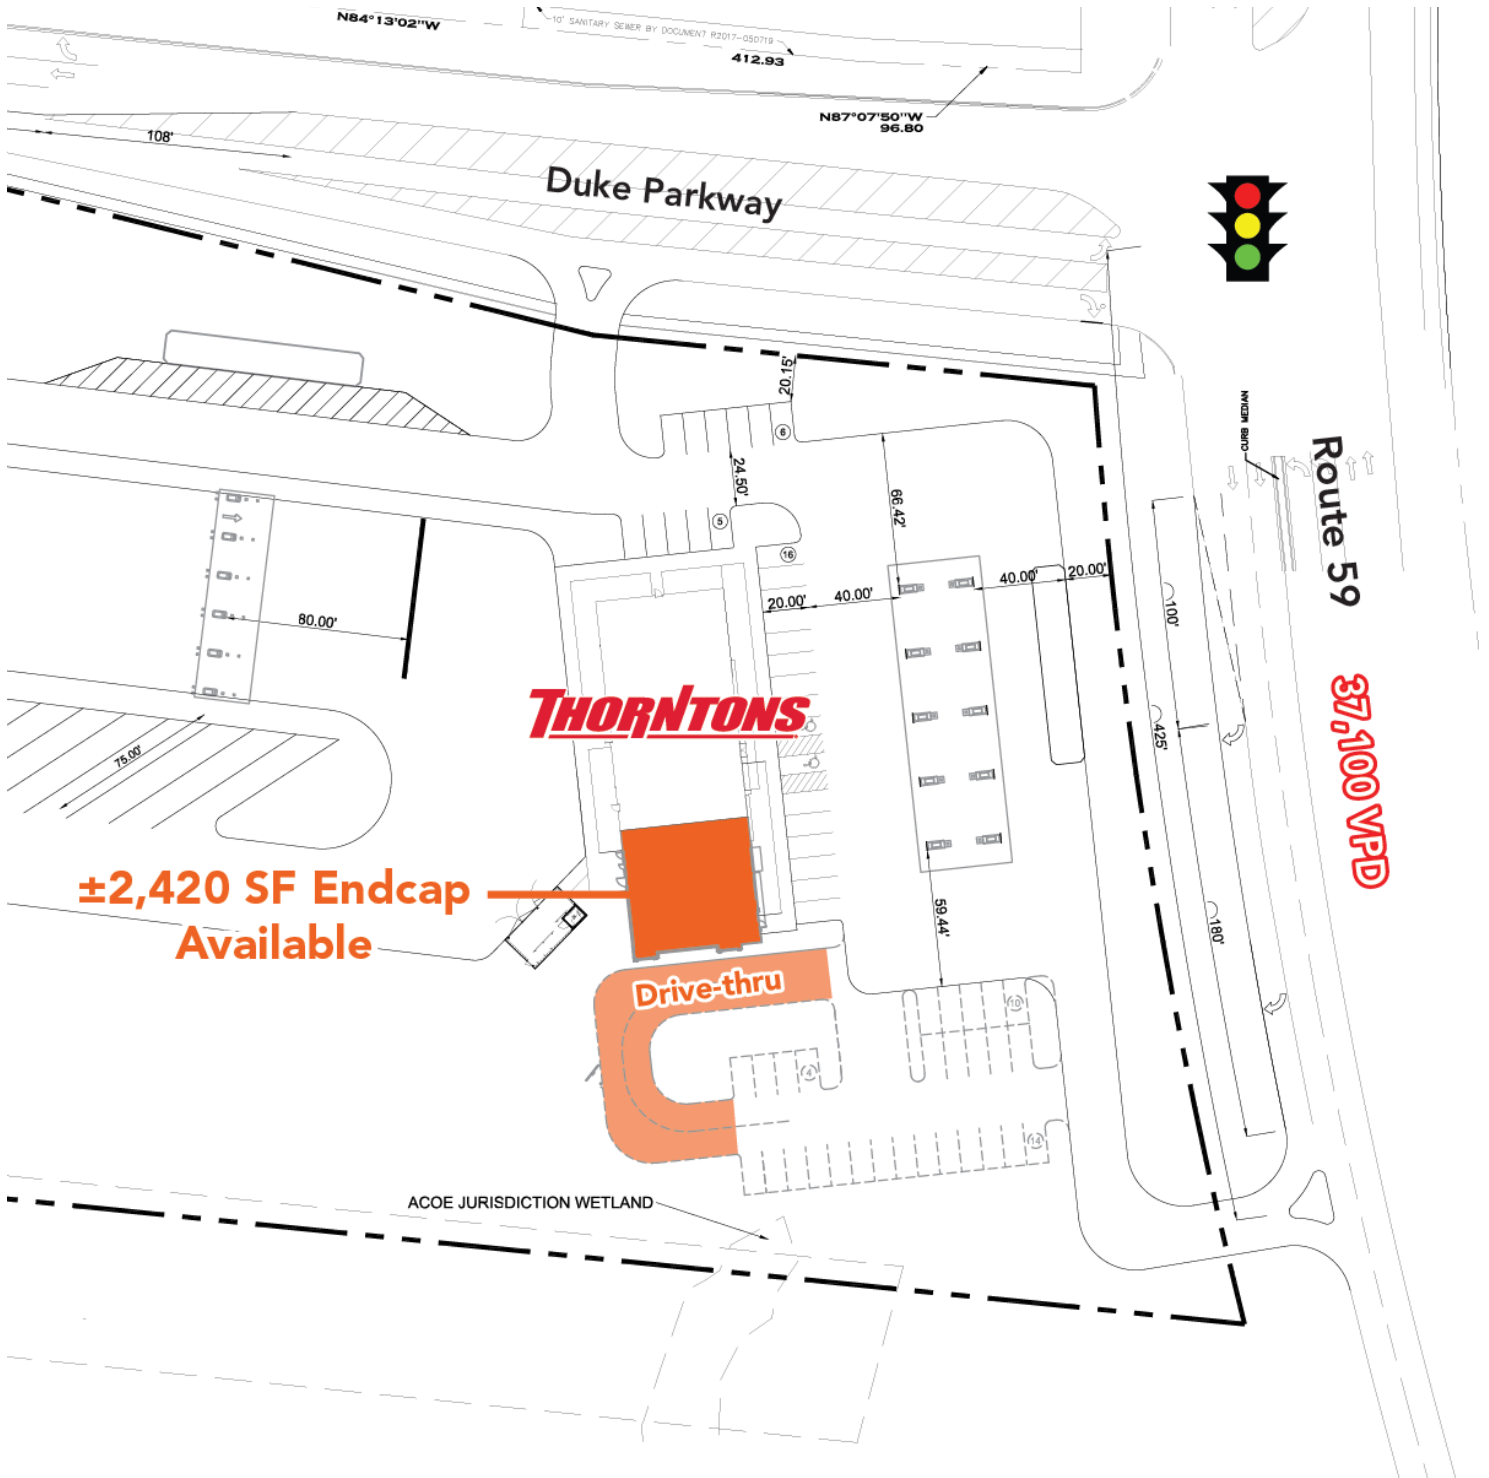 N84°13'02"W
10' SANITARY SEWER BY DOCUMENT R2017-050719
412.93
N87°07'50"W
96.80
108'
Duke Parkway
20.15'
6
CURB MEDIAN
Route 59
24.50'
66.42'
5
16
100'
80.00'
20.00'
40.00'
40.00'
20.00'
THORNTONS
37,100 VPD
425'
75.00'
±2,420 SF Endcap
Available
59.44'
180'
Drive-thru
10
4
14
ACOE JURISDICTION WETLAND